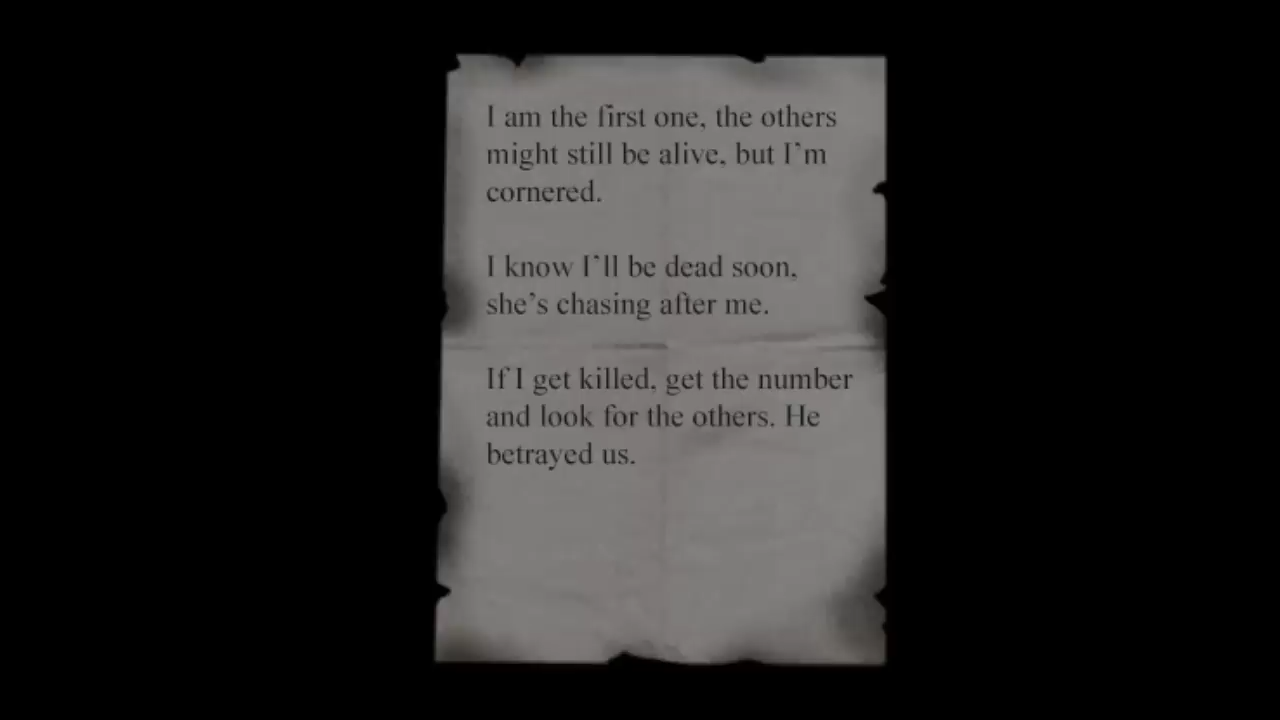 I am the first one, the others
might still be alive, but I'm
cornered.
I know I'll be dead soon,
she's chasing after me.
If I get killed, get the number
and look for the others. He
betrayed us.